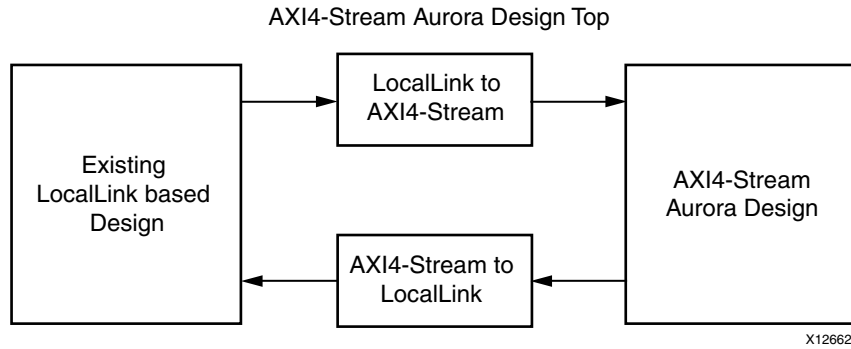 AXI4-Stream Aurora Design Top
LocalLink to
AXI4-Stream
Existing
LocalLink based
Design
AXI4-Stream
Aurora Design
AXI4-Stream to
LocalLink
X12662